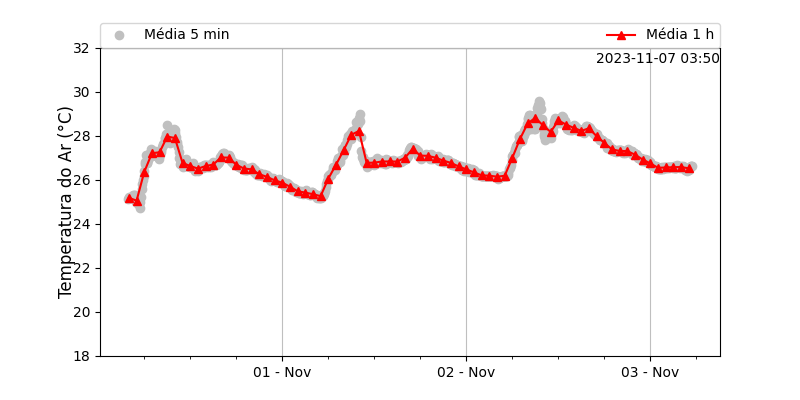 Média 5 min
Média 1 h
2023-11-07 03:50
Temperatura do Ar (°C)
32
30
28
26
24
22
20
18
01 - Nov
02 - Nov
03 - Nov